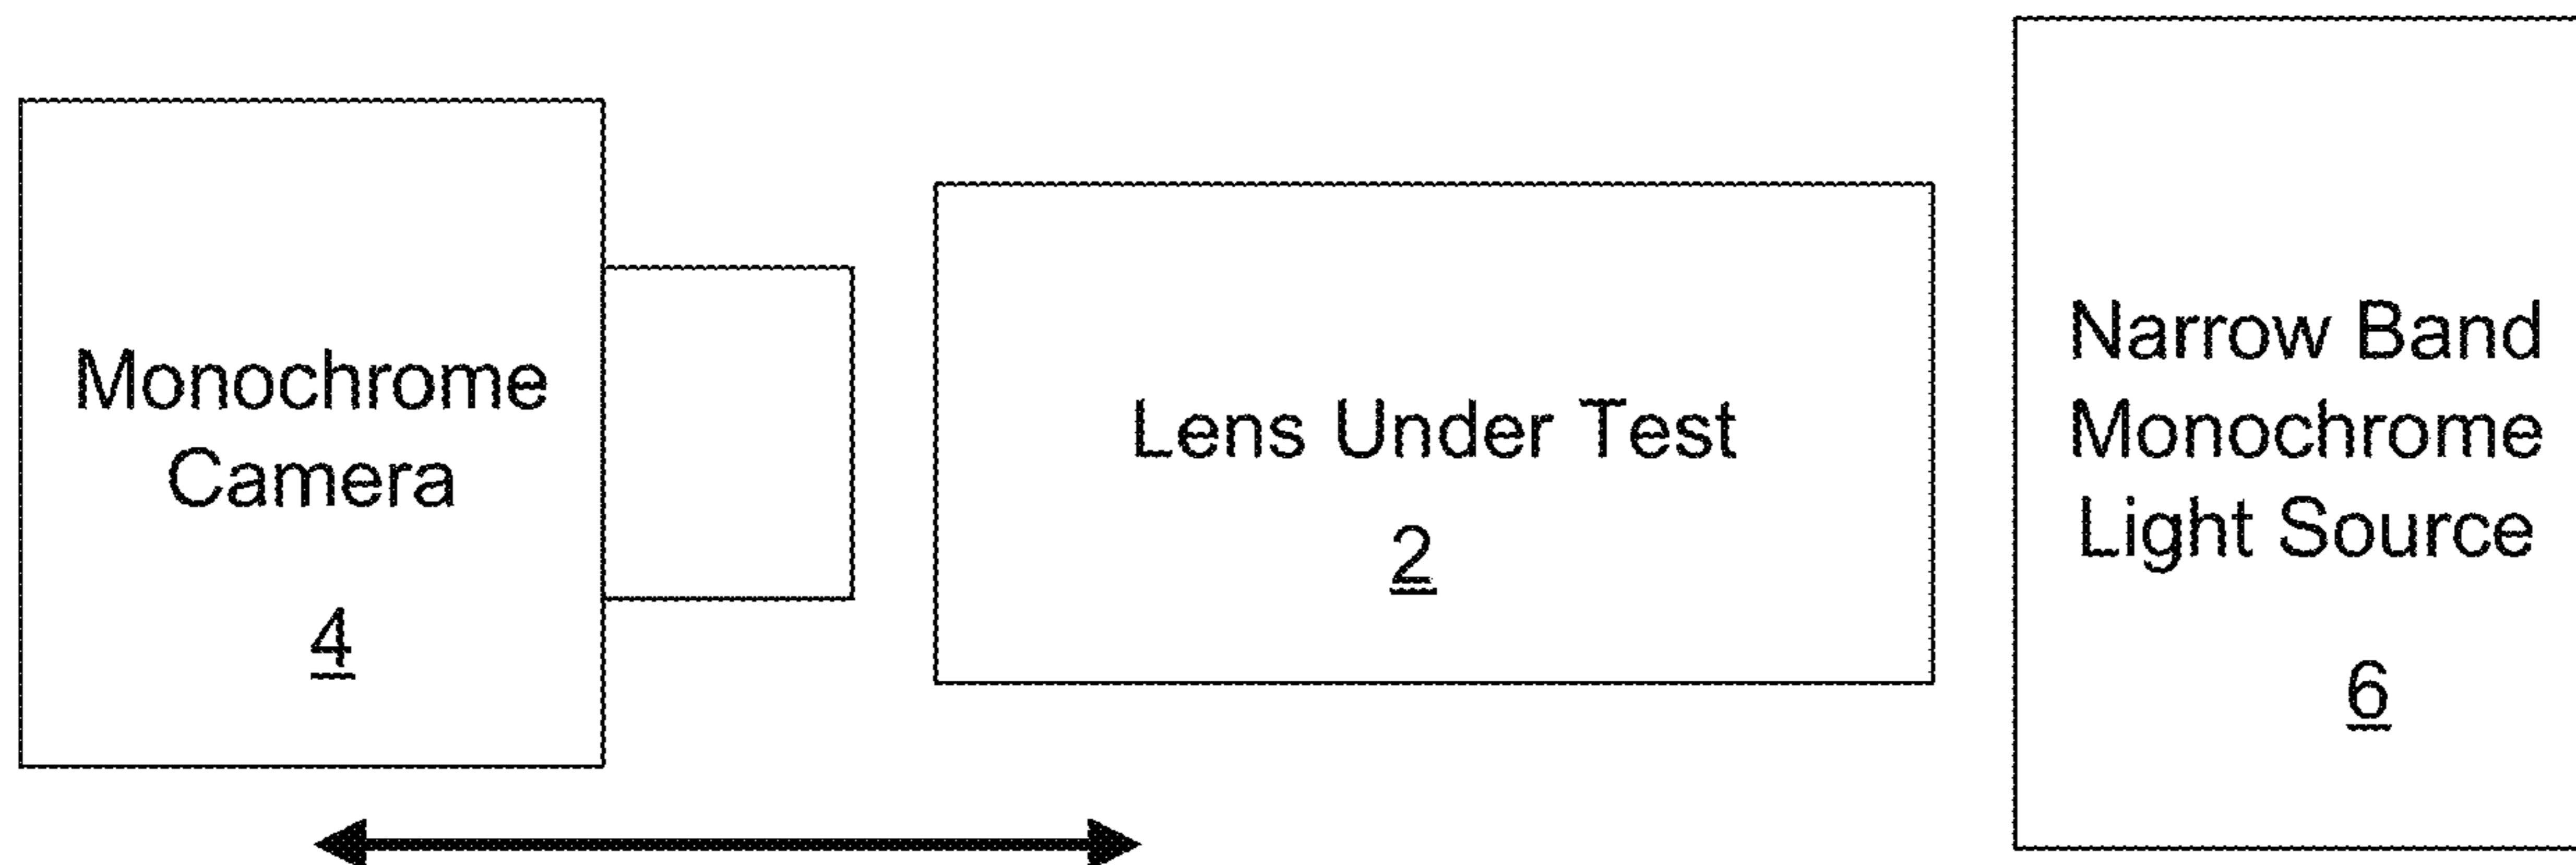 Monochrome
Camera
4
Lens Under Test
2
Narrow Band
Monochrome
Light Source
6